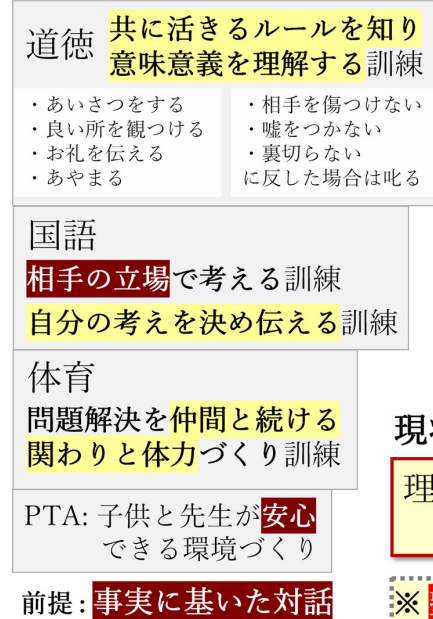 道徳
共に活きるルールを知り
意味意義を理解する訓練
・あいさつをする
・良い所を観つける
・お礼を伝える
・あやまる
・相手を傷つけない
・嘘をつかない
・裏切らない
に反した場合は叱る
国語
相手の立場で考える訓練
自分の考えを決め伝える訓練
体育
問題解決を仲間と続ける
関わりと体力づくり訓練
PTA: 子供と先生が安心
できる環境づくり
前提: 事実に基いた対話
現
理
※